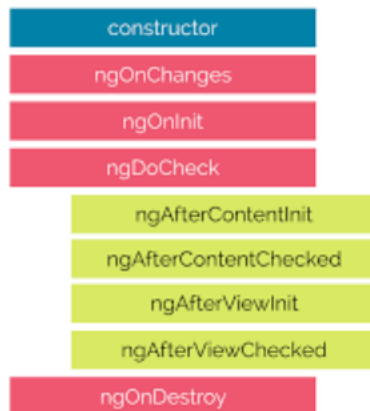 constructor
ngOnChanges
ngOnInit
ngDoCheck
ngAfterContentInit
ngAfterContentChecked
ngAfterViewInit
ngAfterViewChecked
ngOnDestroy